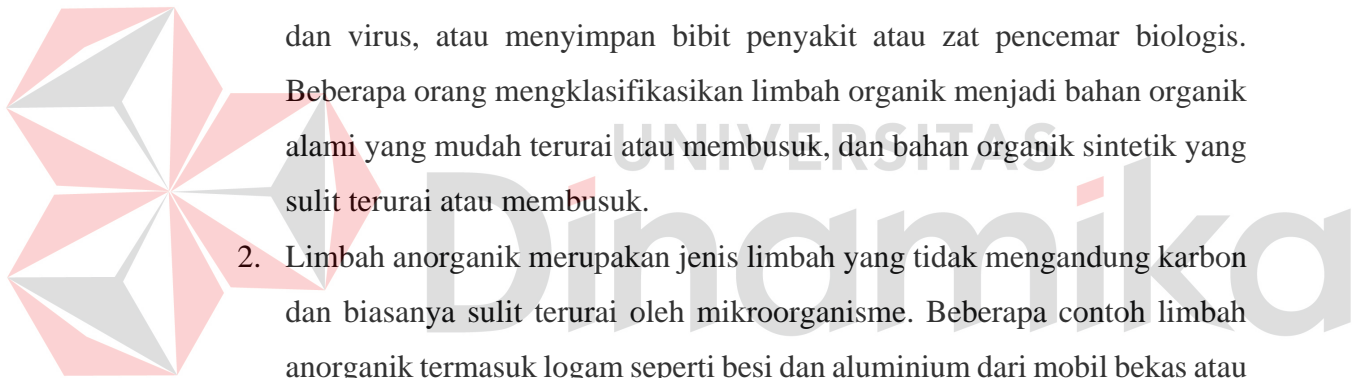 dan virus, atau menyimpan bibit penyakit atau zat pencemar biologis.
Beberapa orang mengklasifikasikan limbah organik menjadi bahan organik
alami yang mudah terurai atau membusuk, dan bahan organik sintetik yang
sulit terurai atau membusuk.
2. Limbah anorganik merupakan jenis limbah yang tidak mengandung karbon
dan biasanya sulit terurai oleh mikroorganisme. Beberapa contoh limbah
anorganik termasuk logam seperti besi dan aluminium dari mobil bekas atau
UNIVERSITAS
Dinamika